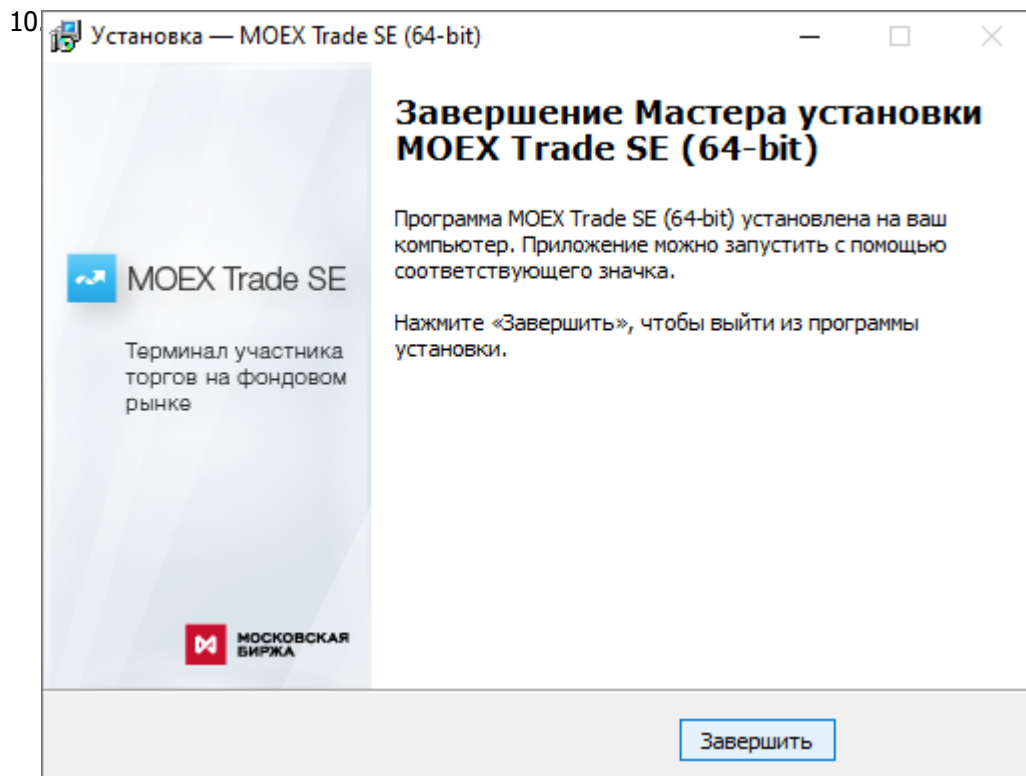 10.
Установка — MOEX Trade SE (64-bit)
Завершение Мастера установки
MOEX Trade SE (64-bit)
Программа MOEX Trade SE (64-bit) установлена на ваш
компьютер. Приложение можно запустить с помощью
соответствующего значка.
Нажмите «Завершить», чтобы выйти из программы
установки.
MOEX Trade SE
Терминал участника
торгов на фондовом
рынке
МОСКОВСКАЯ
БИРЖА
Завершить